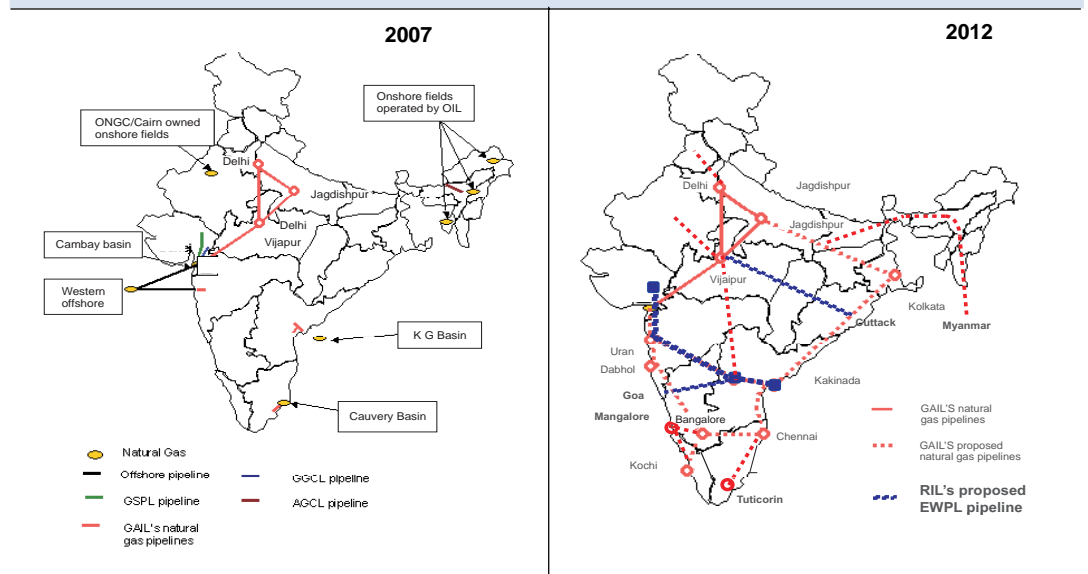 2007
ONGC/Cairn owned
onshore fields
Onshore fields
operated by OIL
Delhi
Jagdishpur
Delhi
Vijapur
Cambay basin
Western
offshore
K G Basin
Cauvery Basin
Natural Gas
Offshore pipeline
GSPL pipeline
GAIL's natural
gas pipelines
GGCL pipeline
AGCL pipeline
2012
Delhi
Jagdishpur
Jagdishpur
Vijaipur
Kolkata
Cuttack
Myanmar
Uran
Dabhol
Kakinada
Goa
Mangalore
Bangalore
Chennai
Kochi
Tuticorin
GAIL'S natural
gas pipelines
GAIL'S proposed
natural gas pipelines
RIL's proposed
EWPL pipeline